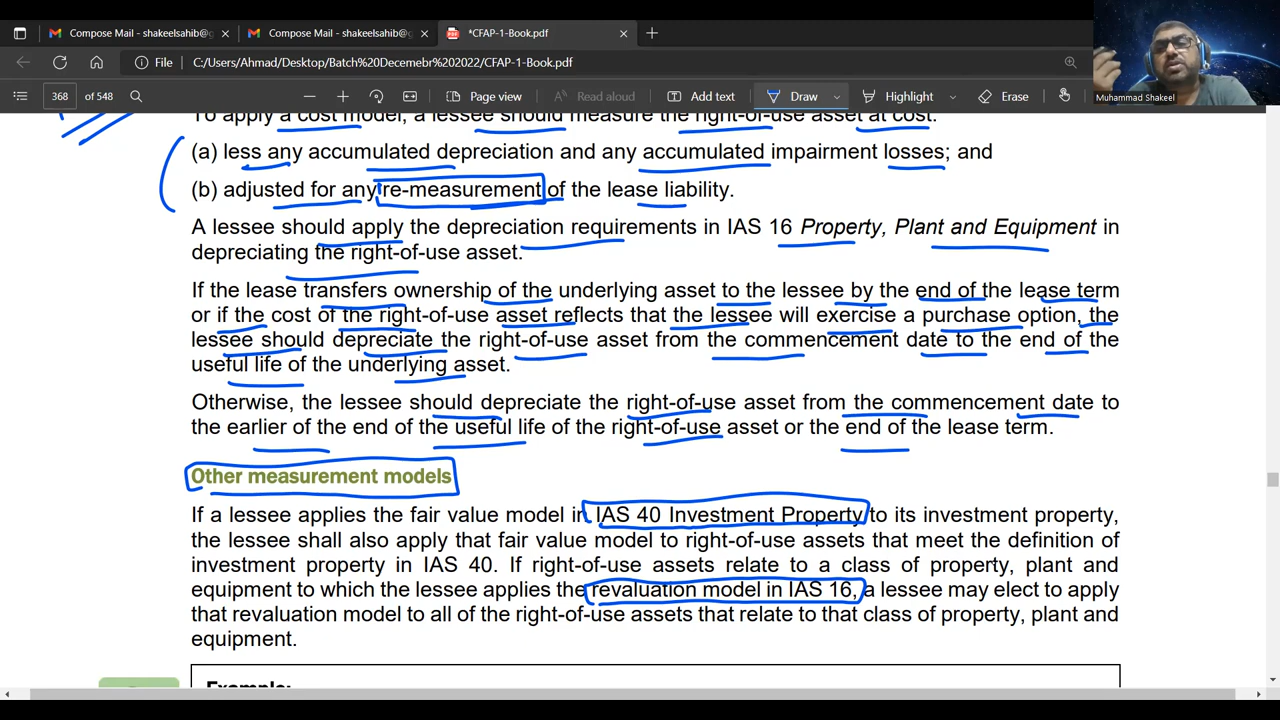 Compose Mail - shakeelsahib@g
Compose Mail - shakeelsahib@g
*CFAP-1-Book.pdf
File
C:/Users/Ahmad/Desktop/Batch%20Decemebr%202022/CFAP-1-Book.pdf
Muhammad Shakeel
368 of 548
Page view
Read aloud
Add text
Draw
Highlight
Erase
To apply a cost model, a lessee should measure the right-of-use asset at cost:
(a) less any accumulated depreciation and any accumulated impairment losses; and
(b) adjusted for any re-measurement of the lease liability.
A lessee should apply the depreciation requirements in IAS 16 Property, Plant and Equipment in
depreciating the right-of-use asset.
If the lease transfers ownership of the underlying asset to the lessee by the end of the lease term
or if the cost of the right-of-use asset reflects that the lessee will exercise a purchase option, the
lessee should depreciate the right-of-use asset from the commencement date to the end of the
useful life of the underlying asset.
Otherwise, the lessee should depreciate the right-of-use asset from the commencement date to
the earlier of the end of the useful life of the right-of-use asset or the end of the lease term.
Other measurement models
If a lessee applies the fair value model in IAS 40 Investment Property to its investment property,
the lessee shall also apply that fair value model to right-of-use assets that meet the definition of
investment property in IAS 40. If right-of-use assets relate to a class of property, plant and
equipment to which the lessee applies the revaluation model in IAS 16, a lessee may elect to apply
that revaluation model to all of the right-of-use assets that relate to that class of property, plant and
equipment.
Example: